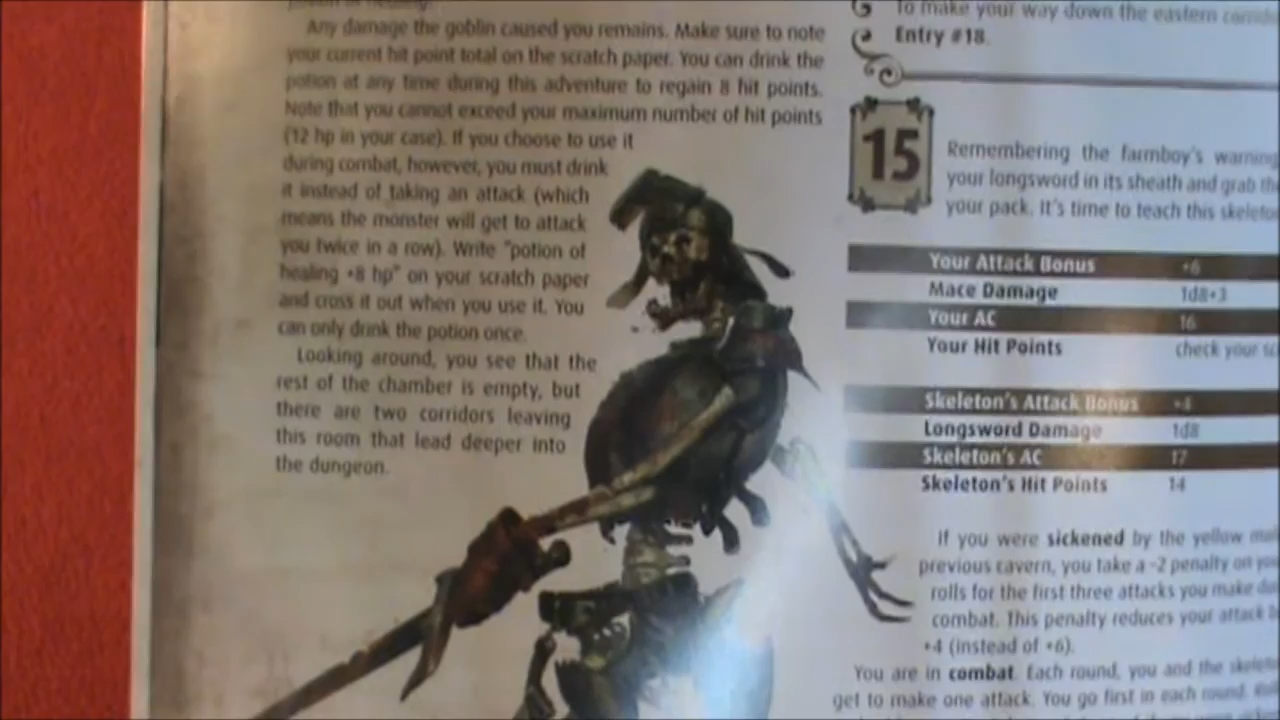 Any damage the goblin caused you remains. Make sure to note
your current hit point total on the scratch paper. You can drink the
potion at any time during this adventure to regain 8 hit points.
Note that you cannot exceed your maximum number of hit points
(12 hp in your case). If you choose to use it
during combat, however, you must drink
it instead of taking an attack (which
means the monster will get to attack
you twice in a row). Write "potion of
healing +8 hp" on your scratch paper
and cross it out when you use it. You
can only drink the potion once.
Looking around, you see that the
rest of the chamber is empty, but
there are two corridors leaving
this room that lead deeper into
the dungeon.
To make your way down the eastern
Entry #18.
15
Remembering the farmboy's
your longsword in its sheath and grab
your pack. It's time to teach this
Your Attack Bonus +6
Mace Damage 1d8+3
Your AC 16
Your Hit Points check your
Skeleton's Attack Bonus +4
Longsword Damage 1d8
Skeleton's AC 17
Skeleton's Hit Points 14
If you were sickened by the yellow
previous cavern, you take a -2 penalty on
rolls for the first three attacks you make
combat. This penalty reduces your attack
+4 (instead of +6).
You are in combat. Each round, you and the
get to make one attack. You go first in each round.